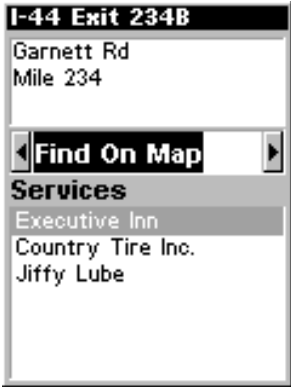 I-44 Exit 234B
Garnett Rd
Mile 234
Find On Map
Services
Executive Inn
Country Tire Inc.
Jiffy Lube